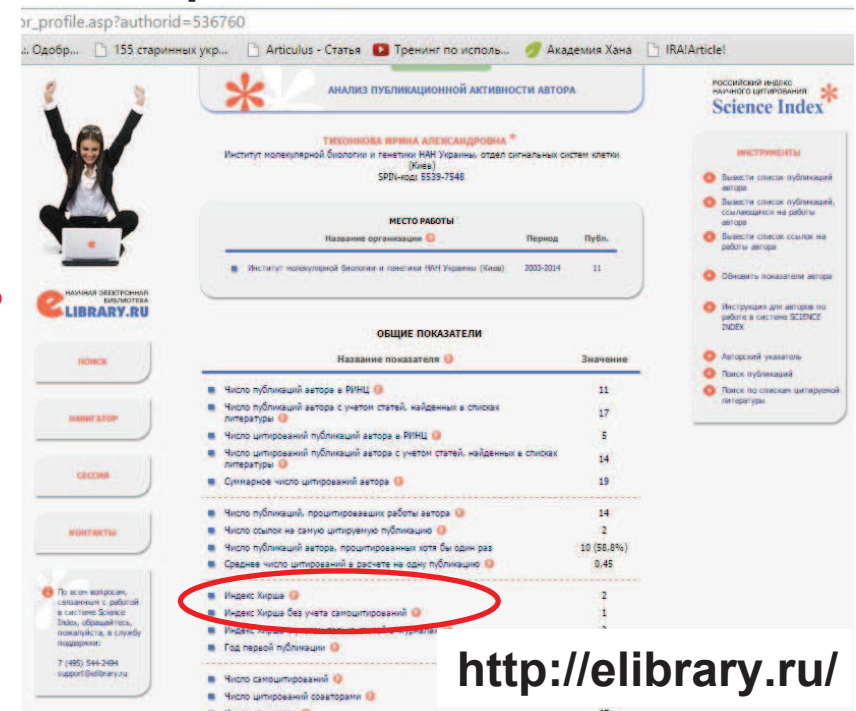 or_profile.asp?authorid=536760
.: Одобр...
155 старинных укр...
Articulus - Статья
Тренинг по исполь...
Академия Хана
IRA!Article!
АНАЛИЗ ПУБЛИКАЦИОННОЙ АКТИВНОСТИ АВТОРА
РОССИЙСКИЙ ИНДЕКС
НАУЧНОГО ЦИТИРОВАНИЯ
Science Index
ТИХОНКОВА ИРИНА АЛЕКСАНДРОВНА *
Институт молекулярной биологии и генетики НАН Украины, отдел сигнальных систем клетки
(Киев)
SPIN-код: 5539-7548
МЕСТО РАБОТЫ
Название организации Период Публ.
Институт молекулярной биологии и генетики НАН Украины (Киев) 2003-2014 11
НАУЧНАЯ ЭЛЕКТРОННАЯ
БИБЛИОТЕКА
eLIBRARY.RU
ПОИСК
НАВИГАТОР
СЕССИЯ
КОНТАКТЫ
По всем вопросам,
связанным с работой
в системе Science
Index, обращайтесь,
пожалуйста, в службу
поддержки:
7 (495) 544-2494
support@elibrary.ru
ОБЩИЕ ПОКАЗАТЕЛИ
Название показателя Значение
Число публикаций автора в РИНЦ 11
Число публикаций автора с учетом статей, найденных в списках
литературы 17
Число цитирований публикаций автора в РИНЦ 5
Число цитирований публикаций автора с учетом статей, найденных в списках
литературы 14
Суммарное число цитирований автора 19
Число публикаций, процитировавших работы автора 14
Число ссылок на самую цитируемую публикацию 2
Число публикаций автора, процитированных хотя бы один раз 10 (58,8%)
Среднее число цитирований в расчете на одну публикацию 0,45
Индекс Хирша 2
Индекс Хирша без учета самоцитирований 1
Индекс Хирша
Год первой публикации
Число самоцитирований
Число цитирований соавторами
ИНСТРУМЕНТЫ
Вывести список публикаций
автора
Вывести список публикаций,
ссылающихся на работы
автора
Вывести список ссылок на
работы автора
Обновить показатели автора
Инструкция для авторов по
работе в системе SCIENCE
INDEX
Авторский указатель
Поиск публикаций
Поиск по спискам цитируемой
литературы
http://elibrary.ru/